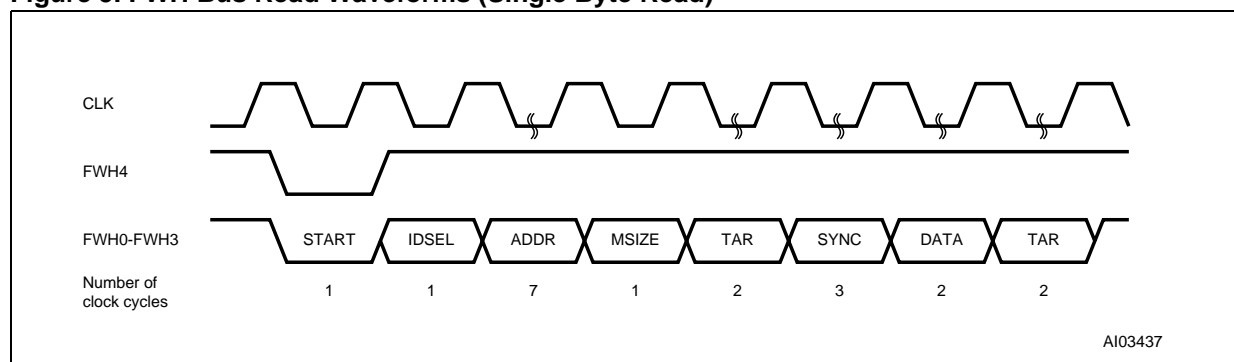 Figure 8. FWH Bus Read Waveforms (Single Byte Read)
CLK
FWH4
FWH0-FWH3 START IDSEL ADDR MSIZE TAR SYNC DATA TAR
Number of
clock cycles 1 1 7 1 2 3 2 2
AI03437